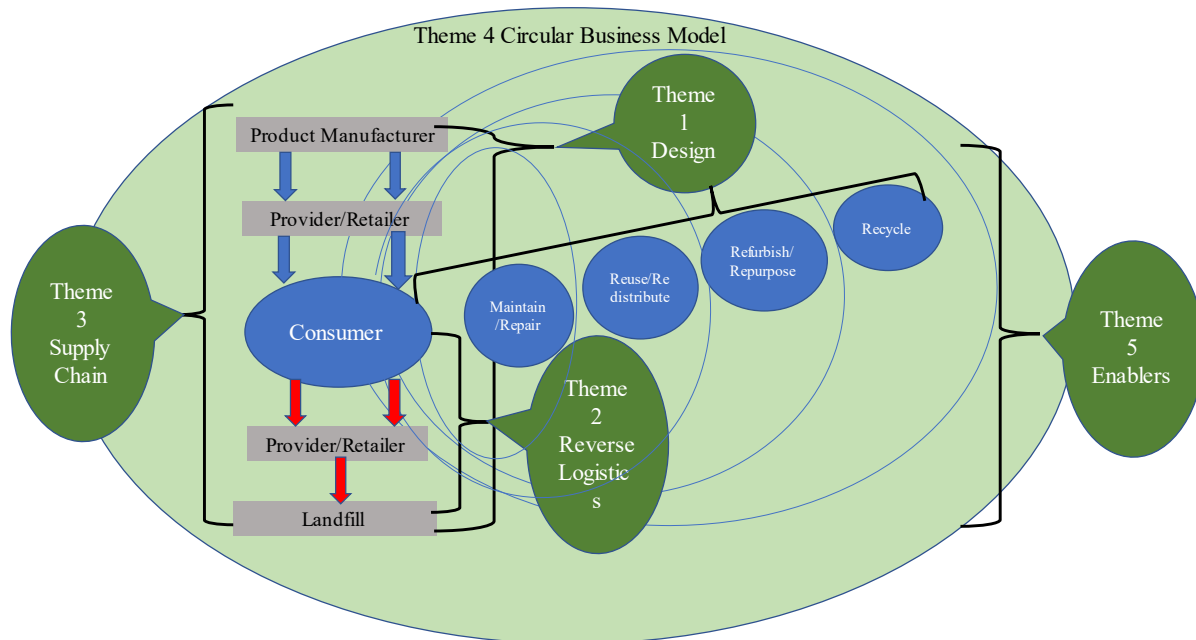 Theme 4 Circular Business Model
Theme
1
Design
Product Manufacturer
Provider/Retailer
Recycle
Refurbish/
Repurpose
Reuse/Re
distribute
Maintain
/Repair
Consumer
Theme
3
Supply
Chain
Theme
5
Enablers
Theme
2
Reverse
Logistic
s
Provider/Retailer
Landfill